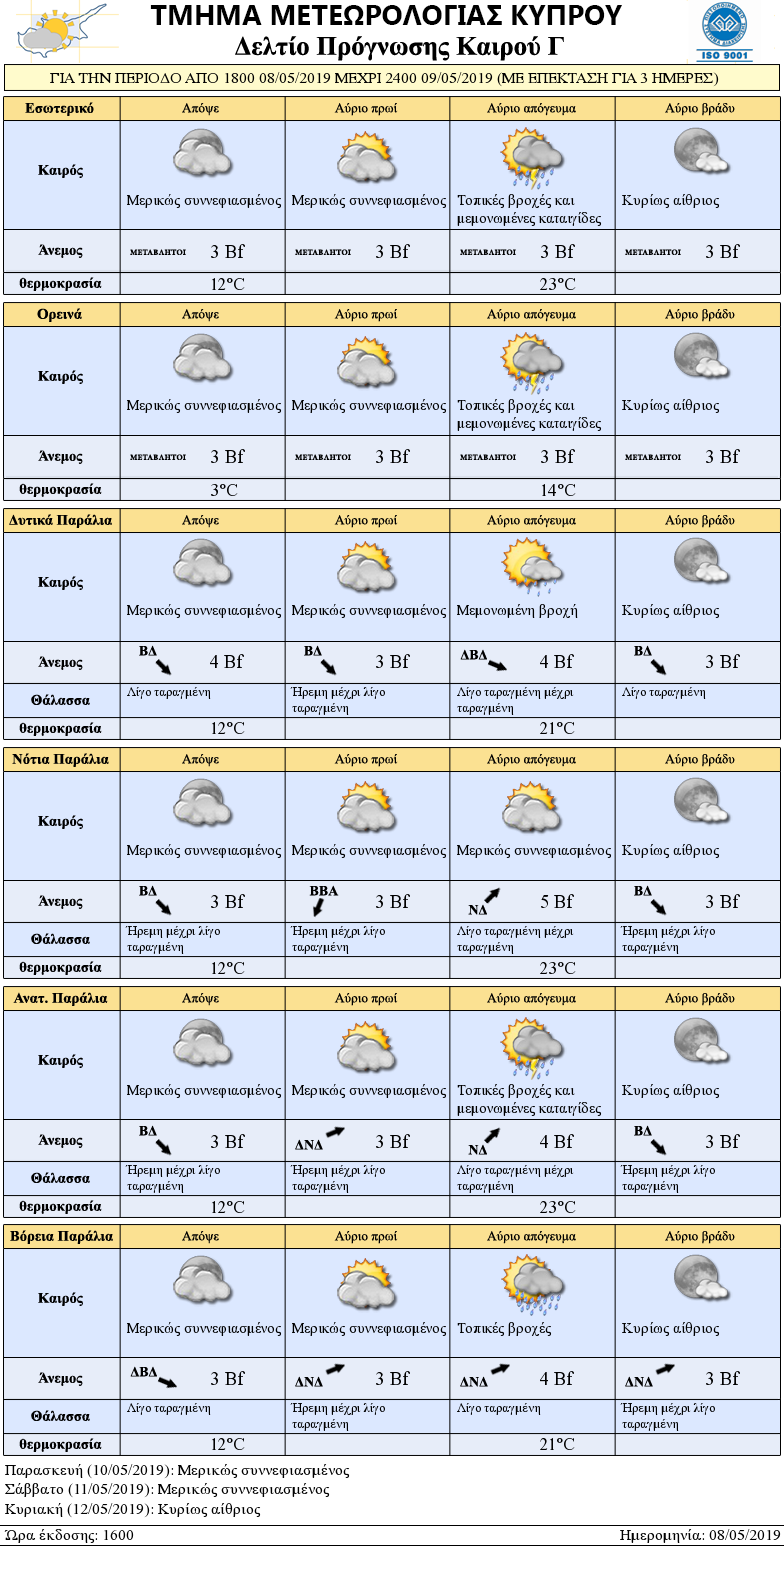 ΤΜΗΜΑ ΜΕΤΕΩΡΟΛΟΓΙΑΣ ΚΥΠΡΟΥ
Δελτίο Πρόγνωσης Καιρού Γ
ISO 9001
ΓΙΑ ΤΗΝ ΠΕΡΙΟΔΟ ΑΠΟ 1800 08/05/2019 ΜΕΧΡΙ 2400 09/05/2019 (ΜΕ ΕΠΕΚΤΑΣΗ ΓΙΑ 3 ΗΜΕΡΕΣ)
Εσωτερικό Απόψε Αύριο πρωί Αύριο απόγευμα Αύριο βράδυ
Καιρός Μερικώς συννεφιασμένος Μερικώς συννεφιασμένος Τοπικές βροχές και Κυρίως αίθριος
μεμονωμένες καταιγίδες
Άνεμος ΜΕΤΑΒΛΗΤΟΙ 3 Bf ΜΕΤΑΒΛΗΤΟΙ 3 Bf ΜΕΤΑΒΛΗΤΟΙ 3 Bf ΜΕΤΑΒΛΗΤΟΙ 3 Bf
θερμοκρασία 12°C 23°C
Ορεινά Απόψε Αύριο πρωί Αύριο απόγευμα Αύριο βράδυ
Καιρός Μερικώς συννεφιασμένος Μερικώς συννεφιασμένος Τοπικές βροχές και Κυρίως αίθριος
μεμονωμένες καταιγίδες
Άνεμος ΜΕΤΑΒΛΗΤΟΙ 3 Bf ΜΕΤΑΒΛΗΤΟΙ 3 Bf ΜΕΤΑΒΛΗΤΟΙ 3 Bf ΜΕΤΑΒΛΗΤΟΙ 3 Bf
θερμοκρασία 3°C 14°C
Δυτικά Παράλια Απόψε Αύριο πρωί Αύριο απόγευμα Αύριο βράδυ
Καιρός Μερικώς συννεφιασμένος Μερικώς συννεφιασμένος Μεμονωμένη βροχή Κυρίως αίθριος
Άνεμος ΒΔ 4 Bf ΒΔ 3 Bf ΔΒΔ 4 Bf ΒΔ 3 Bf
Θάλασσα Λίγο ταραγμένη Ήρεμη μέχρι λίγο Λίγο ταραγμένη μέχρι Λίγο ταραγμένη
ταραγμένη ταραγμένη
θερμοκρασία 12°C 21°C
Νότια Παράλια Απόψε Αύριο πρωί Αύριο απόγευμα Αύριο βράδυ
Καιρός Μερικώς συννεφιασμένος Μερικώς συννεφιασμένος Μερικώς συννεφιασμένος Κυρίως αίθριος
Άνεμος ΒΔ 3 Bf ΒΒΑ 3 Bf ΝΔ 5 Bf ΒΔ 3 Bf
Θάλασσα Ήρεμη μέχρι λίγο Ήρεμη μέχρι λίγο Λίγο ταραγμένη μέχρι Ήρεμη μέχρι λίγο
ταραγμένη ταραγμένη ταραγμένη ταραγμένη
θερμοκρασία 12°C 23°C
Ανατ. Παράλια Απόψε Αύριο πρωί Αύριο απόγευμα Αύριο βράδυ
Καιρός Μερικώς συννεφιασμένος Μερικώς συννεφιασμένος Τοπικές βροχές και Κυρίως αίθριος
μεμονωμένες καταιγίδες
Άνεμος ΒΔ 3 Bf ΔΝΔ 3 Bf ΝΔ 4 Bf ΒΔ 3 Bf
Θάλασσα Ήρεμη μέχρι λίγο Ήρεμη μέχρι λίγο Λίγο ταραγμένη μέχρι Ήρεμη μέχρι λίγο
ταραγμένη ταραγμένη ταραγμένη ταραγμένη
θερμοκρασία 12°C 23°C
Βόρεια Παράλια Απόψε Αύριο πρωί Αύριο απόγευμα Αύριο βράδυ
Καιρός Μερικώς συννεφιασμένος Μερικώς συννεφιασμένος Τοπικές βροχές Κυρίως αίθριος
Άνεμος ΔΒΔ 3 Bf ΔΝΔ 3 Bf ΔΝΔ 4 Bf ΔΝΔ 3 Bf
Θάλασσα Λίγο ταραγμένη Ήρεμη μέχρι λίγο Λίγο ταραγμένη Ήρεμη μέχρι λίγο
ταραγμένη ταραγμένη
θερμοκρασία 12°C 21°C
Παρασκευή (10/05/2019): Μερικώς συννεφιασμένος
Σάββατο (11/05/2019): Μερικώς συννεφιασμένος
Κυριακή (12/05/2019): Κυρίως αίθριος
Ώρα έκδοσης: 1600 Ημερομηνία: 08/05/2019